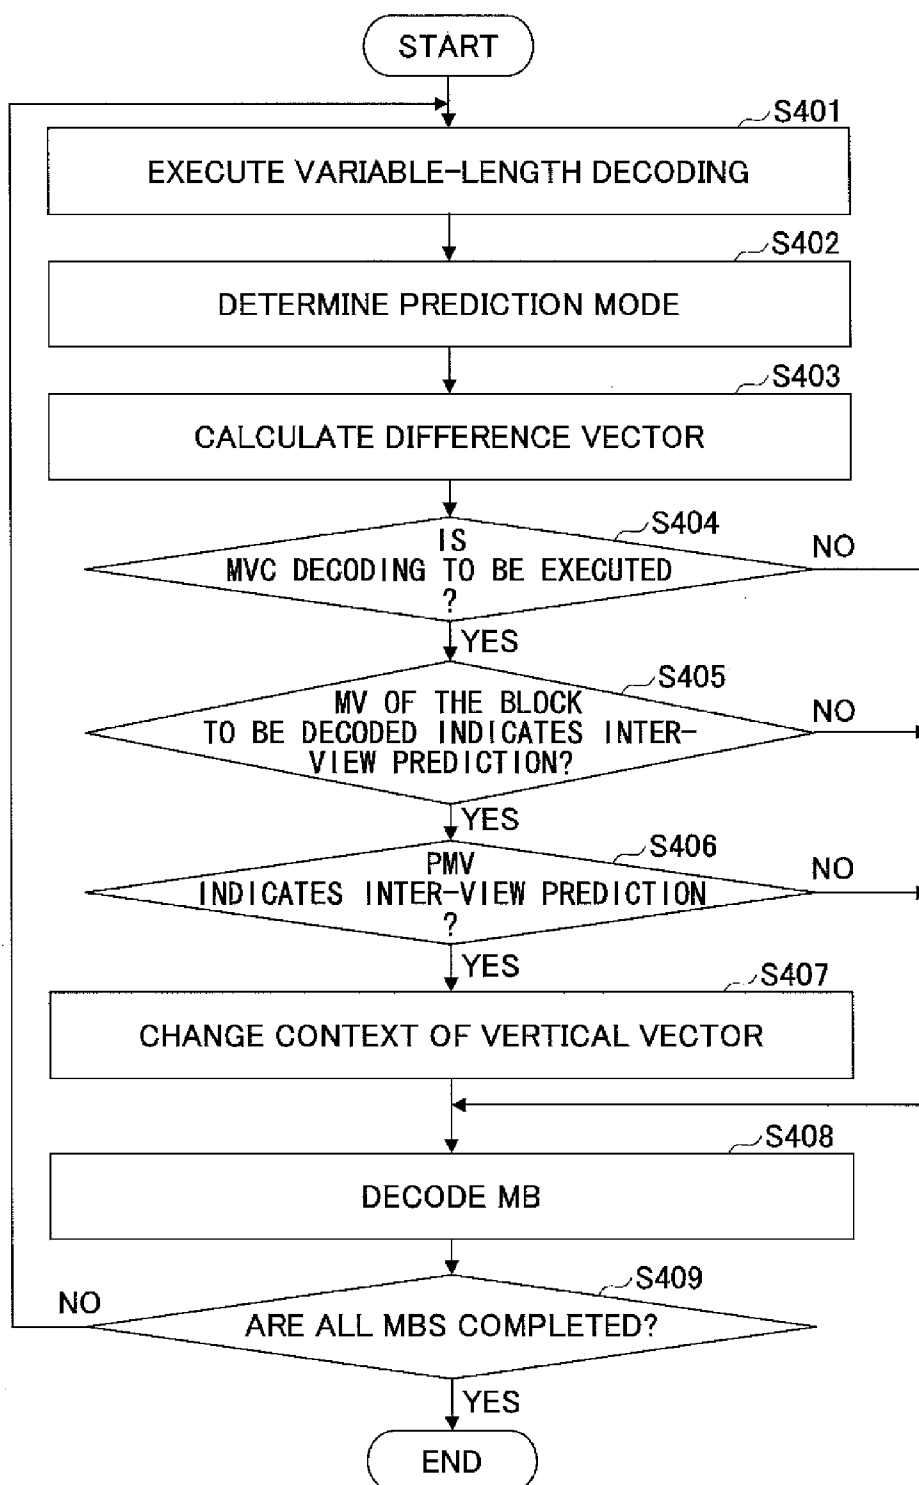 START
S401
EXECUTE VARIABLE-LENGTH DECODING
S402
DETERMINE PREDICTION MODE
S403
CALCULATE DIFFERENCE VECTOR
S404
IS
MVC DECODING TO BE EXECUTED
?
NO
YES
S405
MV OF THE BLOCK
TO BE DECODED INDICATES INTER-
VIEW PREDICTION?
NO
YES
S406
PMV
INDICATES INTER-VIEW PREDICTION
?
NO
YES
S407
CHANGE CONTEXT OF VERTICAL VECTOR
S408
DECODE MB
S409
ARE ALL MBS COMPLETED?
NO
YES
END